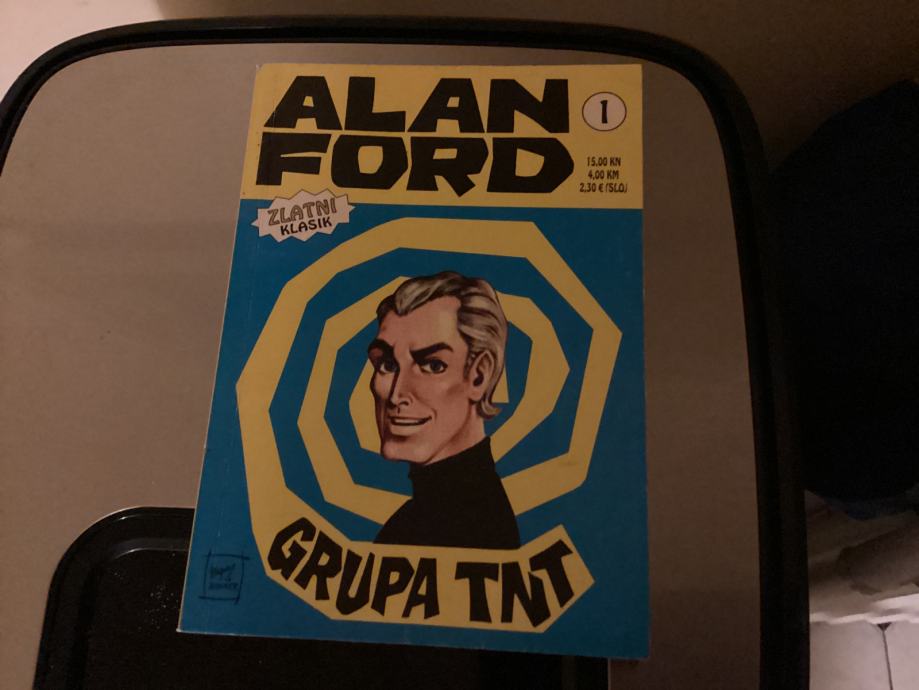 ALAN
FORD
1
15,00 KN
4,00 KM
2,30 € (SLO)
ZLATNI
KLASIK
GRUPA TNT